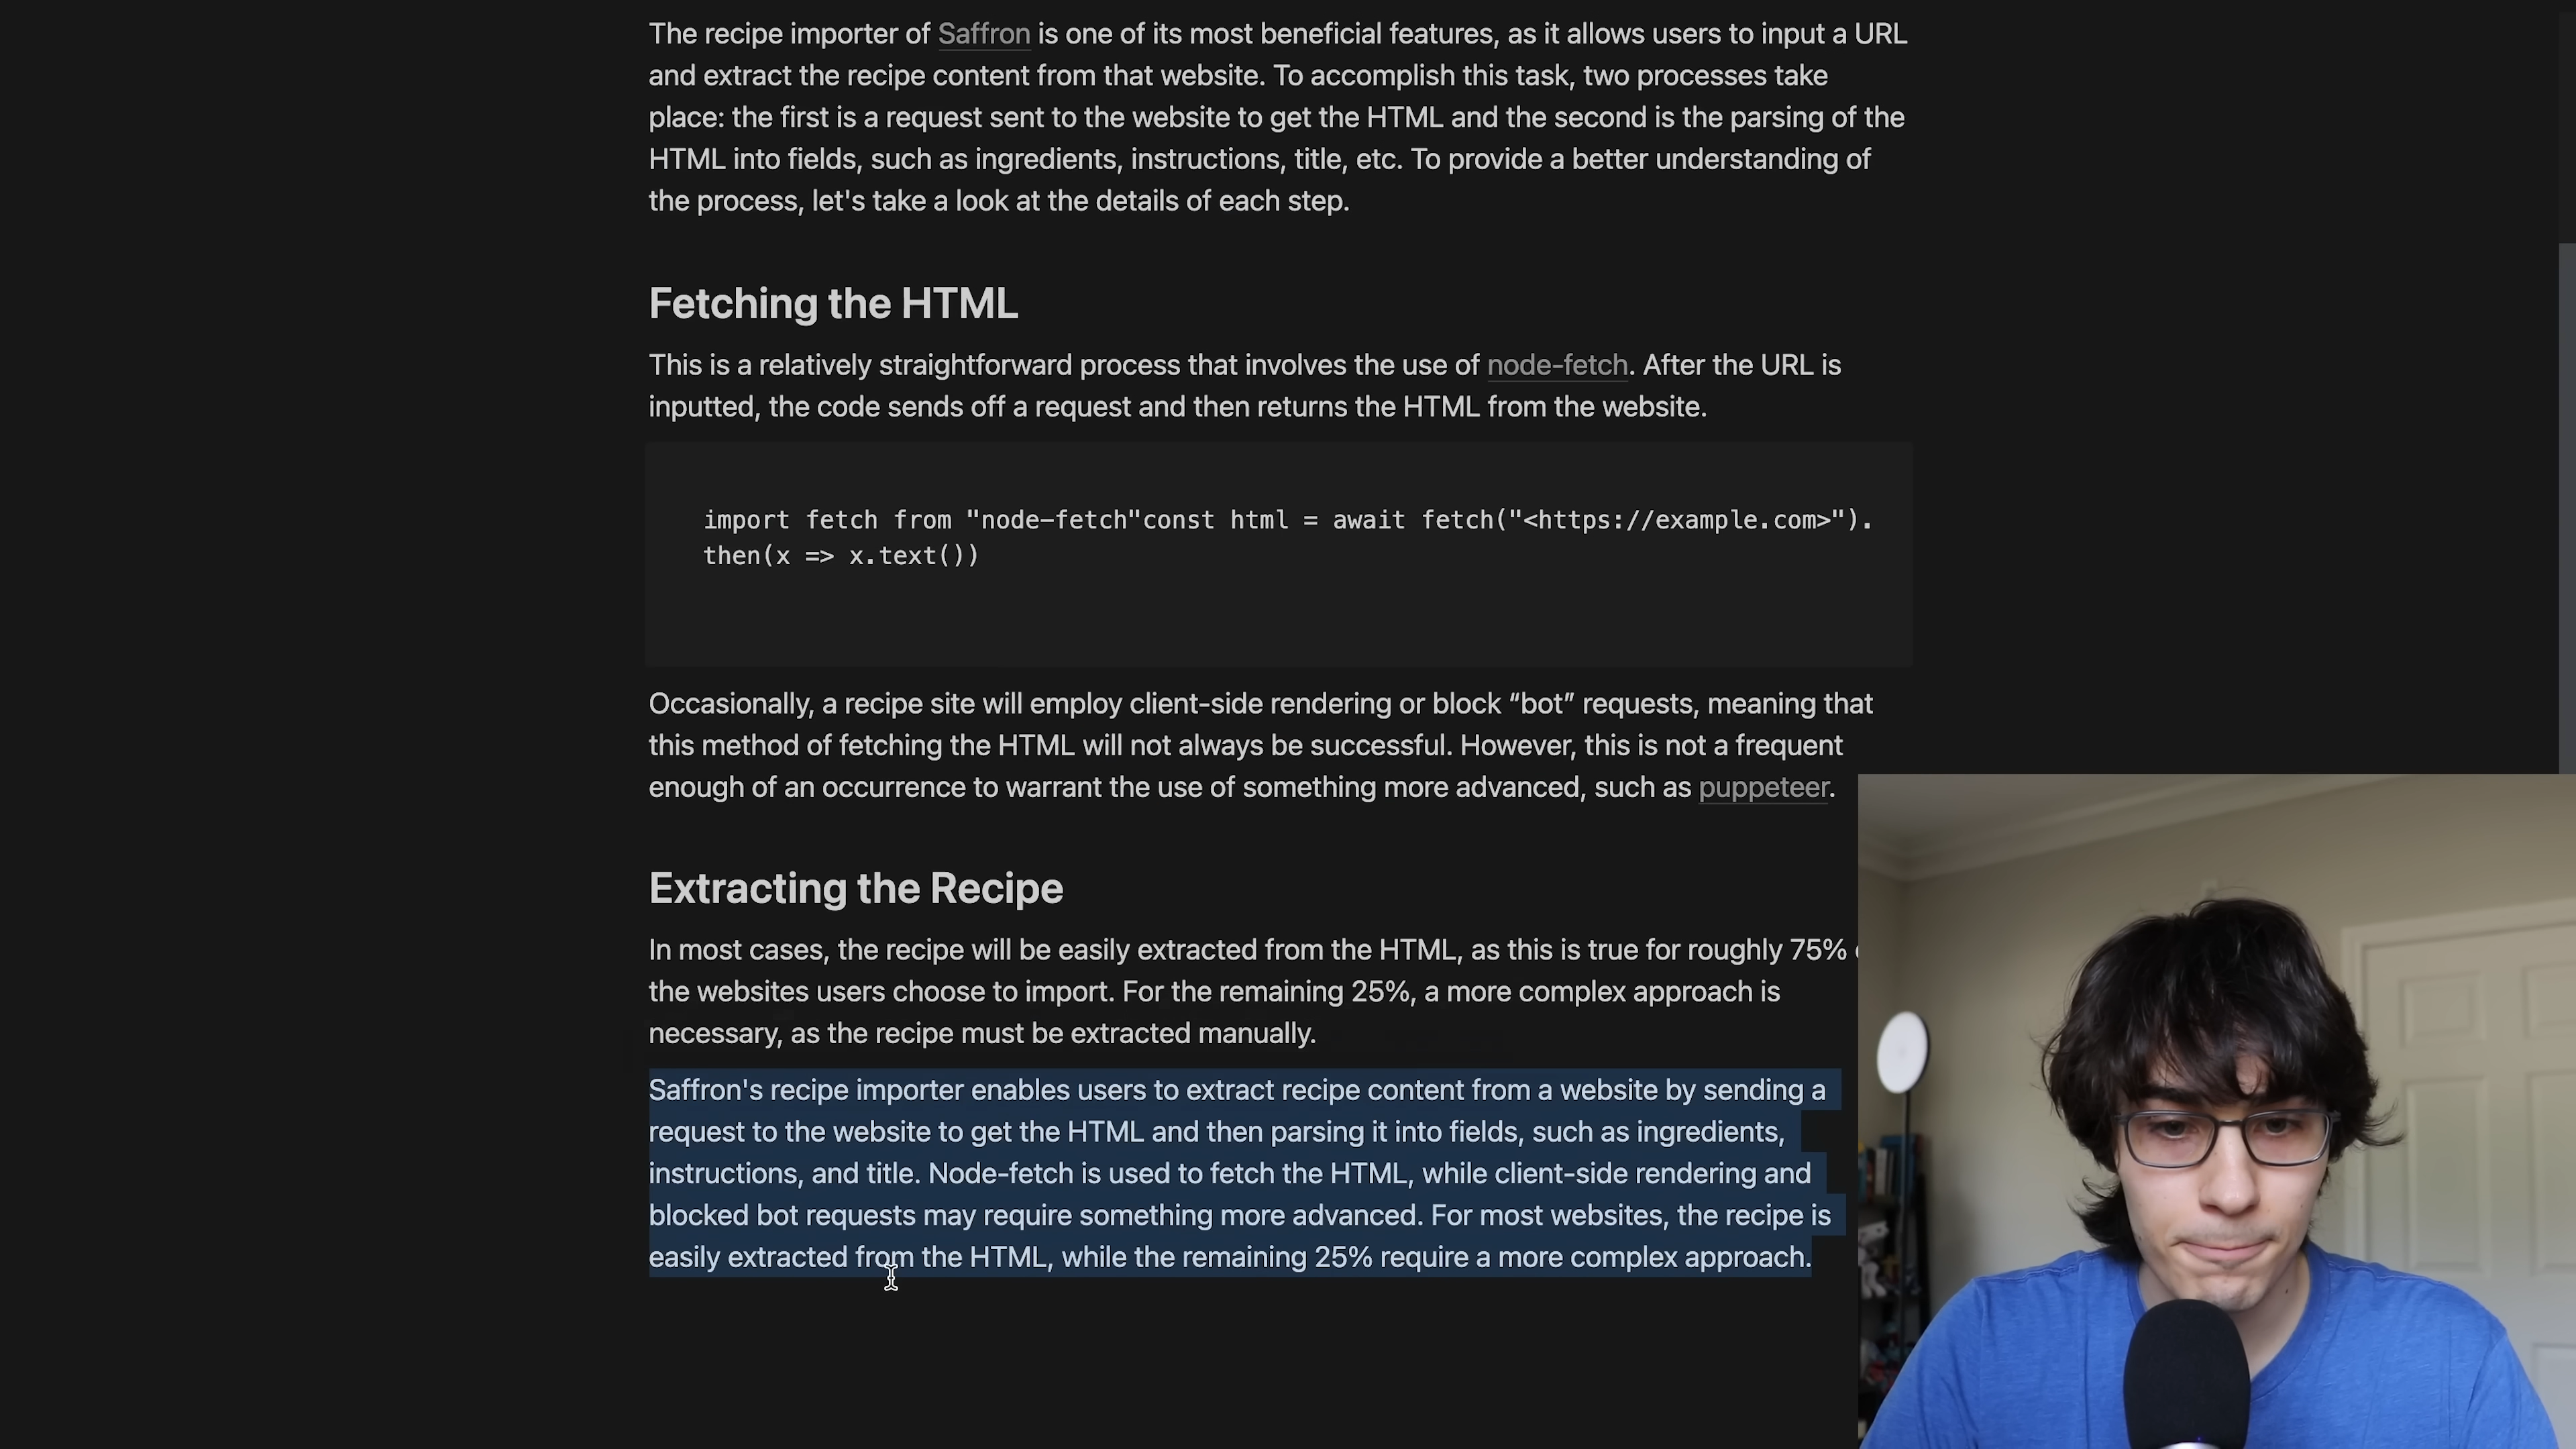 The recipe importer of Saffron is one of its most beneficial features, as it allows users to input a URL
and extract the recipe content from that website. To accomplish this task, two processes take
place: the first is a request sent to the website to get the HTML and the second is the parsing of the
HTML into fields, such as ingredients, instructions, title, etc. To provide a better understanding of
the process, let's take a look at the details of each step.
Fetching the HTML
This is a relatively straightforward process that involves the use of node-fetch. After the URL is
inputted, the code sends off a request and then returns the HTML from the website.
import fetch from "node-fetch"const html = await fetch("<https://example.com>").
then(x => x.text())
Occasionally, a recipe site will employ client-side rendering or block “bot” requests, meaning that
this method of fetching the HTML will not always be successful. However, this is not a frequent
enough of an occurrence to warrant the use of something more advanced, such as puppeteer.
Extracting the Recipe
In most cases, the recipe will be easily extracted from the HTML, as this is true for roughly 75%
the websites users choose to import. For the remaining 25%, a more complex approach is
necessary, as the recipe must be extracted manually.
Saffron's recipe importer enables users to extract recipe content from a website by sending a
request to the website to get the HTML and then parsing it into fields, such as ingredients,
instructions, and title. Node-fetch is used to fetch the HTML, while client-side rendering and
blocked bot requests may require something more advanced. For most websites, the recipe is
easily extracted from the HTML, while the remaining 25% require a more complex approach.